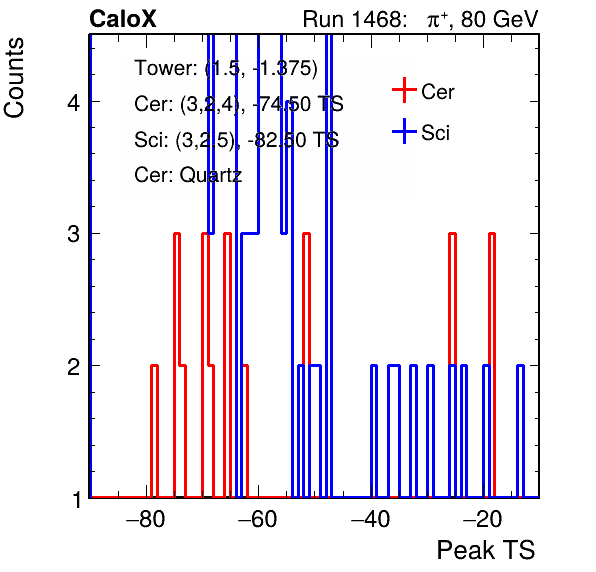 CaloX Run 1468: π+, 80 GeV
Counts
Tower: (1.5, -1.375)
Cer: (3,2,4), -74.50 TS
Sci: (3,2,5), -82.50 TS
Cer: Quartz
Cer
Sci
4
3
2
1
−80 −60 −40 −20
Peak TS